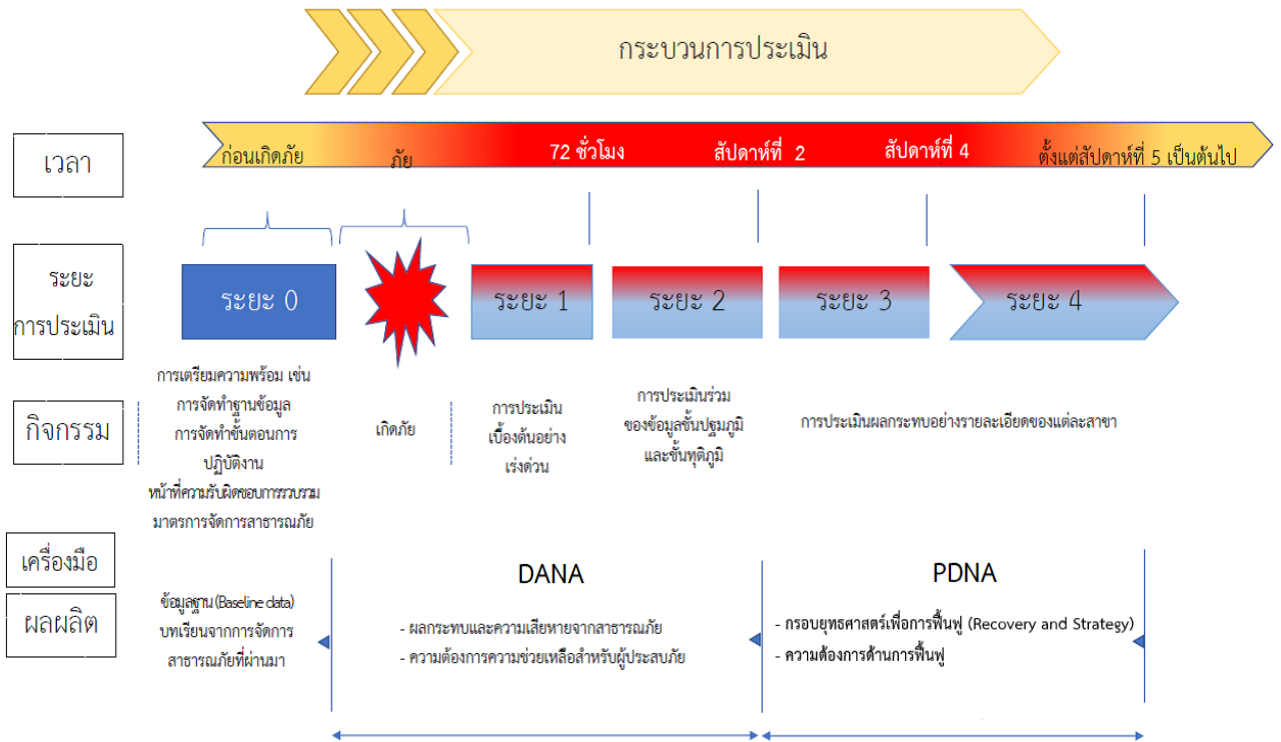 กระบวนการประเมิน
เวลา
ก่อนเกิดภัย
ภัย
72 ชั่วโมง
สัปดาห์ที่ 2
สัปดาห์ที่ 4
ตั้งแต่สัปดาห์ที่ 5 เป็นต้นไป
ระยะ
การประเมิน
ระยะ 0
ระยะ 1
ระยะ 2
ระยะ 3
ระยะ 4
กิจกรรม
การเตรียมความพร้อม เช่น
การจัดทำฐานข้อมูล
การจัดทำขั้นตอนการ
ปฏิบัติงาน
หน้าที่ความรับผิดชอบการรวบรวม
มาตรการจัดการสาธารณภัย
เกิดภัย
การประเมิน
เบื้องต้นอย่าง
เร่งด่วน
การประเมินร่วม
ของข้อมูลชั้นปฐมภูมิ
และชั้นทุติภูมิ
การประเมินผลกระทบอย่างรายละเอียดของแต่ละสาขา
เครื่องมือ
DANA
PDNA
ผลผลิต
ข้อมูลฐาน (Baseline data)
บทเรียนจากการจัดการ
สาธารณภัยที่ผ่านมา
- ผลกระทบและความเสียหายจากสาธารณภัย
- ความต้องการความช่วยเหลือสำหรับผู้ประสบภัย
- กรอบยุทธศาสตร์เพื่อการฟื้นฟู (Recovery and Strategy)
- ความต้องการด้านการฟื้นฟู